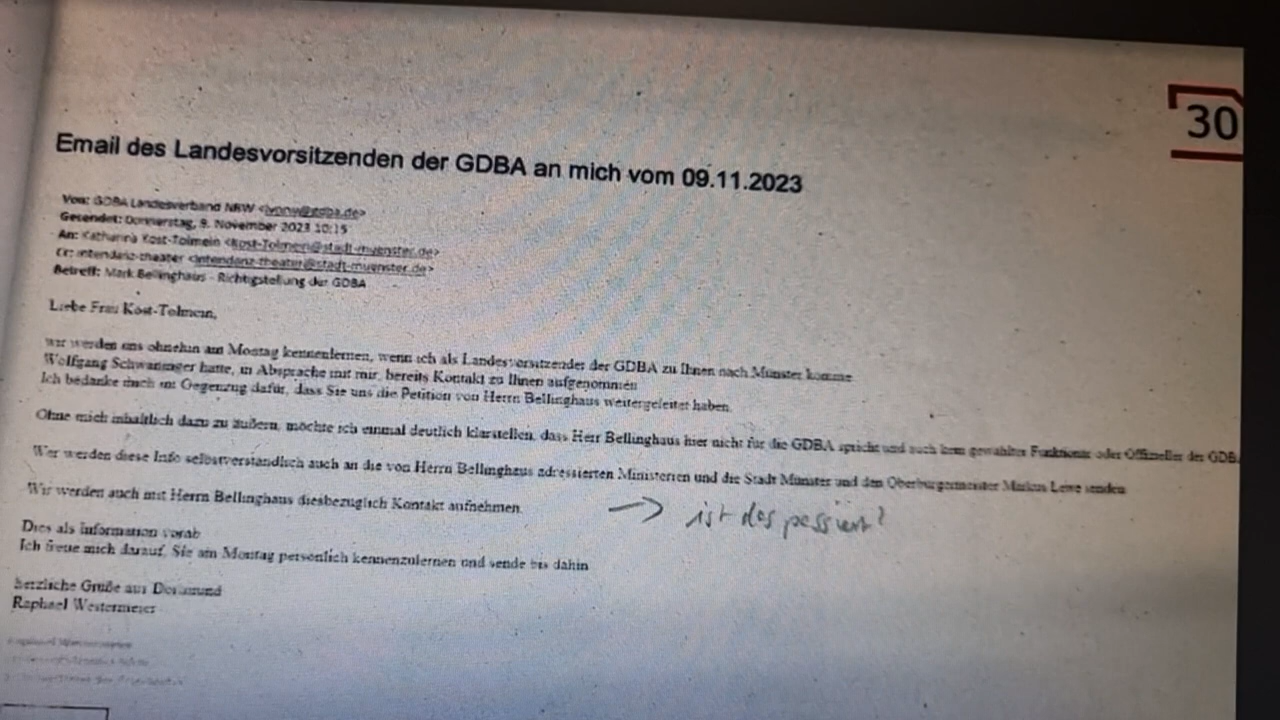 30
Email des Landesvorsitzenden der GDBA an mich vom 09.11.2023
Von: GDBA Landesverband NRW <lvnrw@gdba.de>
Gesendet: Donnerstag, 9. November 2023 10:15
An: Katharina Kost-Tolmein <Kost-Tolmein@stadt-muenster.de>
Cc: intendanz-theater <intendanz-theater@stadt-muenster.de>
Betreff: Mark Bellinghaus - Richtigstellung der GDBA
Liebe Frau Kost-Tolmein,
wir werden uns ohnehin am Montag kennenlernen, wenn ich als Landesvorsitzender der GDBA zu Ihnen nach Münster komme
Wolfgang hatte, in Absprache mit mir, bereits Kontakt zu Ihnen aufgenommen
Ich bedanke mich im Gegenzug dafür, dass Sie uns die Petition von Herrn Bellinghaus weitergeleitet haben.
Ohne mich inhaltlich dazu zu äußern, möchte ich einmal deutlich klarstellen, dass Herr Bellinghaus hier nicht für die GDBA spricht und auch kein gewählter Funktionär oder Offizieller der GDB
Wer werden diese Info selbstverständlich auch an die von Herrn Bellinghaus adressierten Ministerien und die Stadt Münster und den Oberbürgermeister Markus Lewe senden
Wir werden auch mit Herrn Bellinghaus diesbezüglich Kontakt aufnehmen.
→ ist das passiert?
Dies als Information vorab
Ich freue mich darauf, Sie am Montag persönlich kennenzulernen und sende bis dahin
herzliche Grüße aus Dortmund
Raphael Westermeier